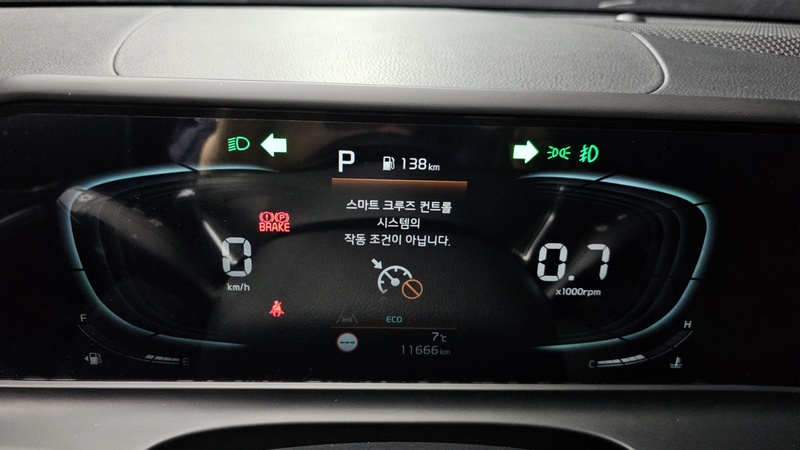 P 138km
스마트 크루즈 컨트롤
시스템의
작동 조건이 아닙니다.
BRAKE
0
km/h
0.7
x1000rpm
ECO
7℃
11666km
F
E
H
C